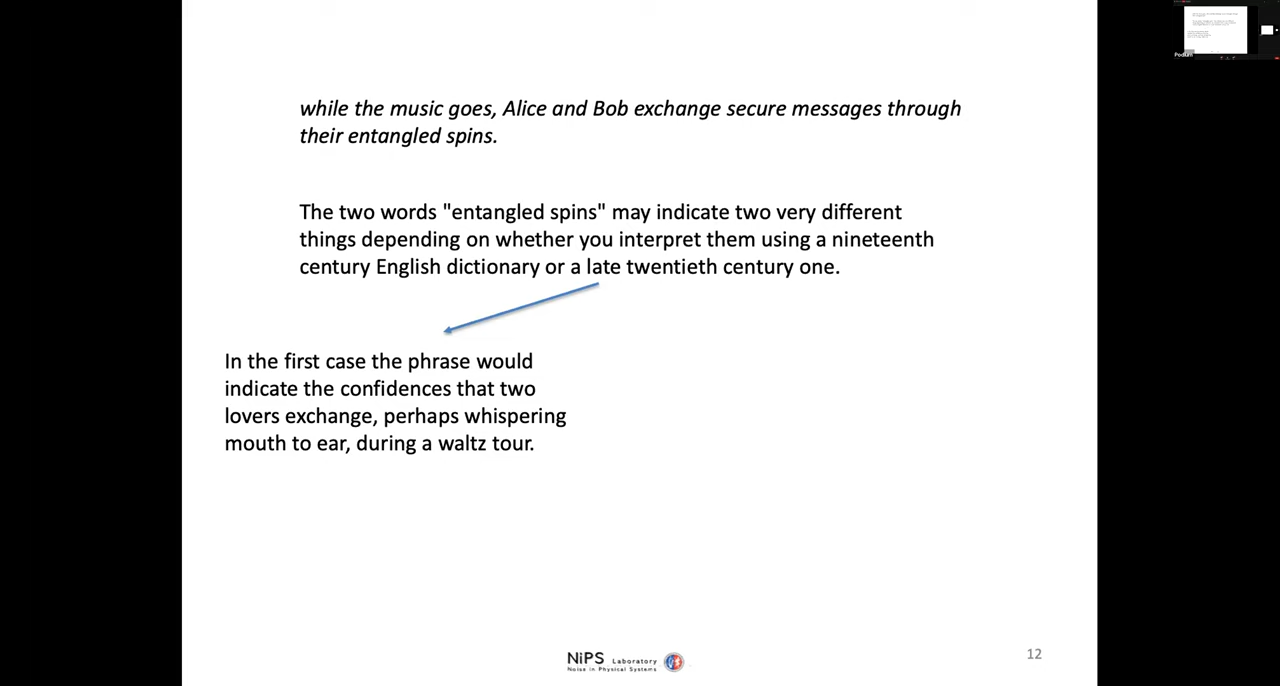 while the music goes, Alice and Bob exchange secure messages through
their entangled spins.
The two words "entangled spins" may indicate two very different
things depending on whether you interpret them using a nineteenth
century English dictionary or a late twentieth century one.
In the first case the phrase would
indicate the confidences that two
lovers exchange, perhaps whispering
mouth to ear, during a waltz tour.
NiPS Laboratory
Noise in Physical Systems
12
Podium